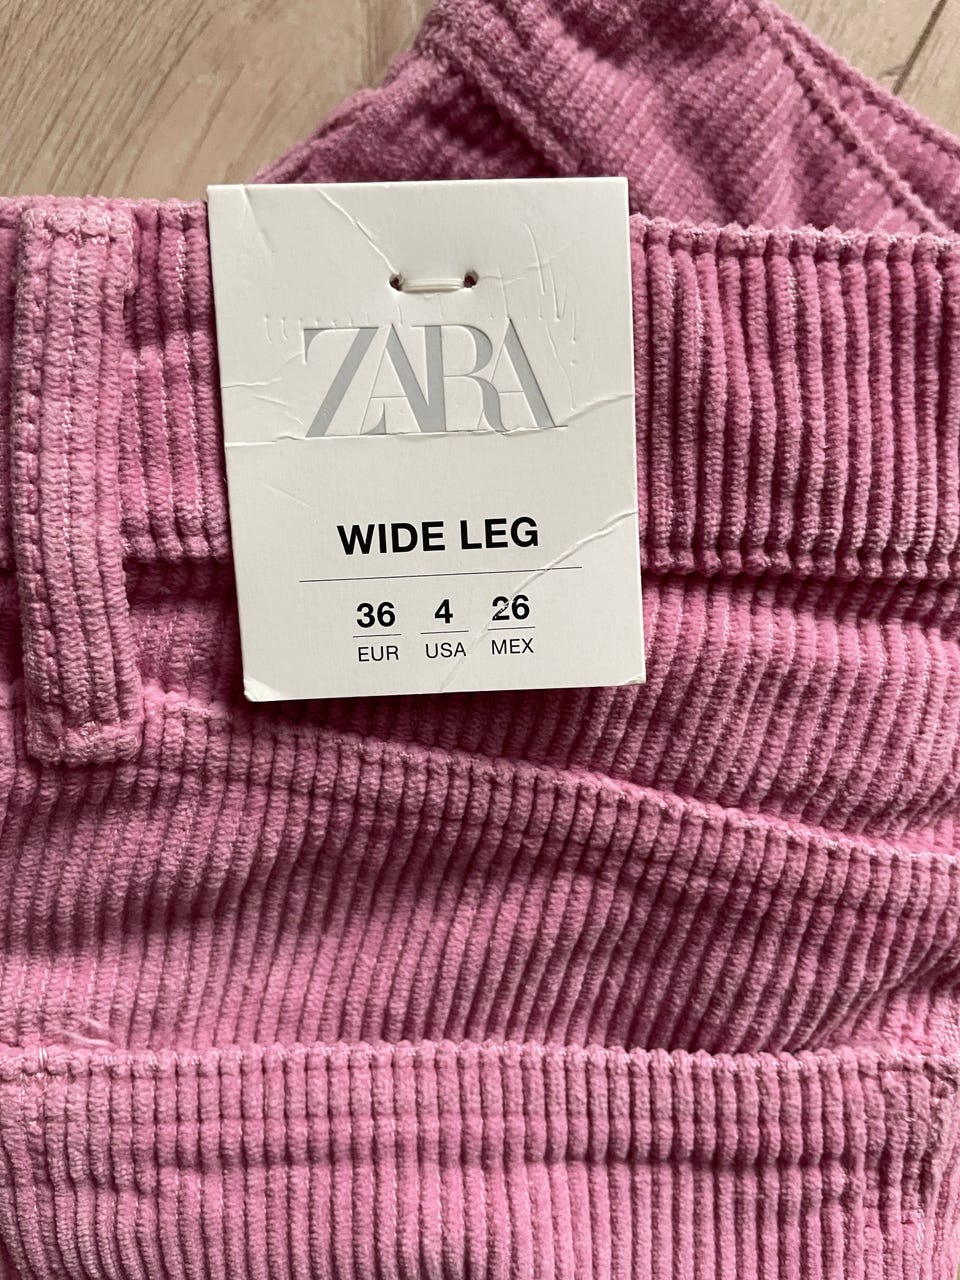 ZARA
WIDE LEG
36 4 26
EUR USA MEX